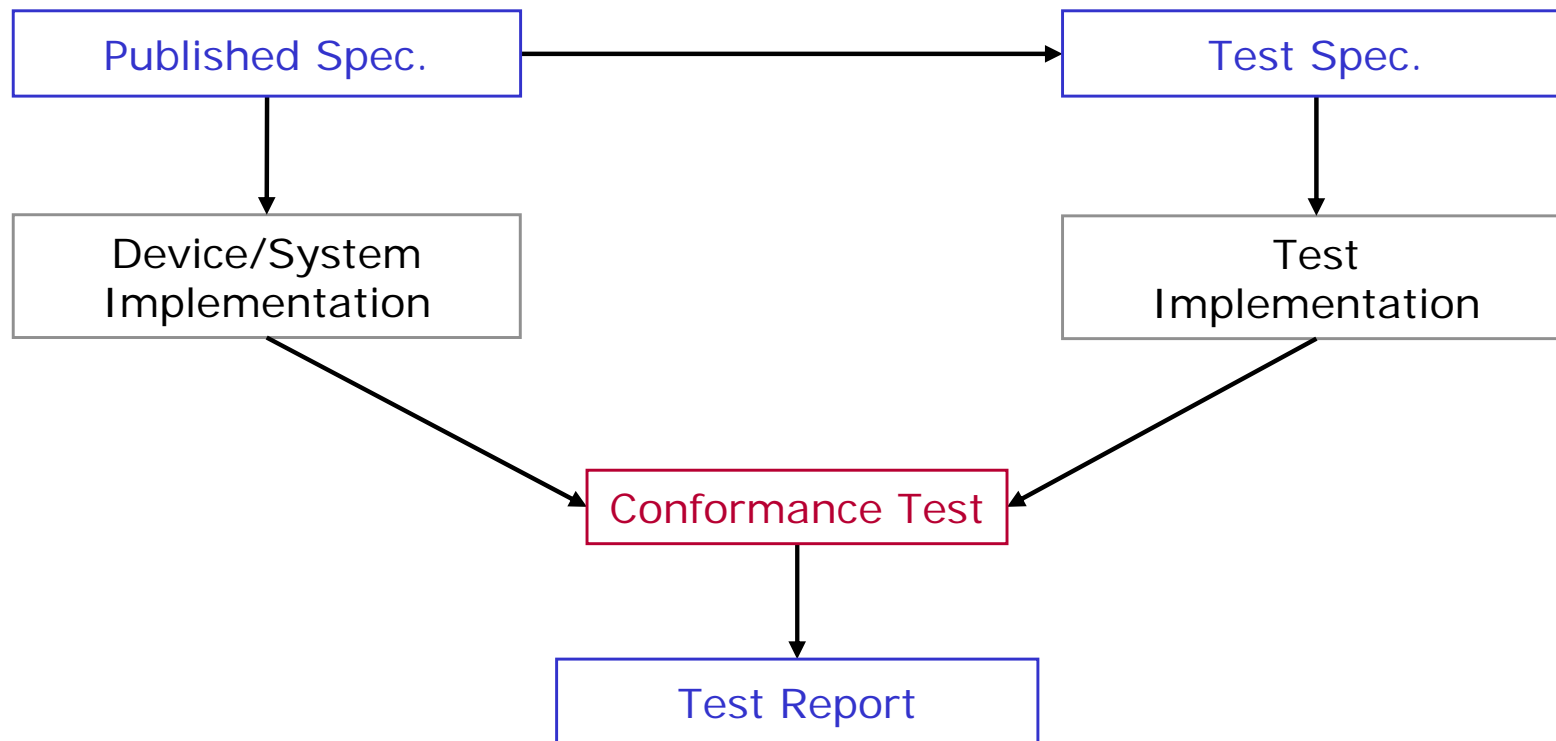 Published Spec.
Test Spec.
Device/System
Implementation
Test
Implementation
Conformance Test
Test Report